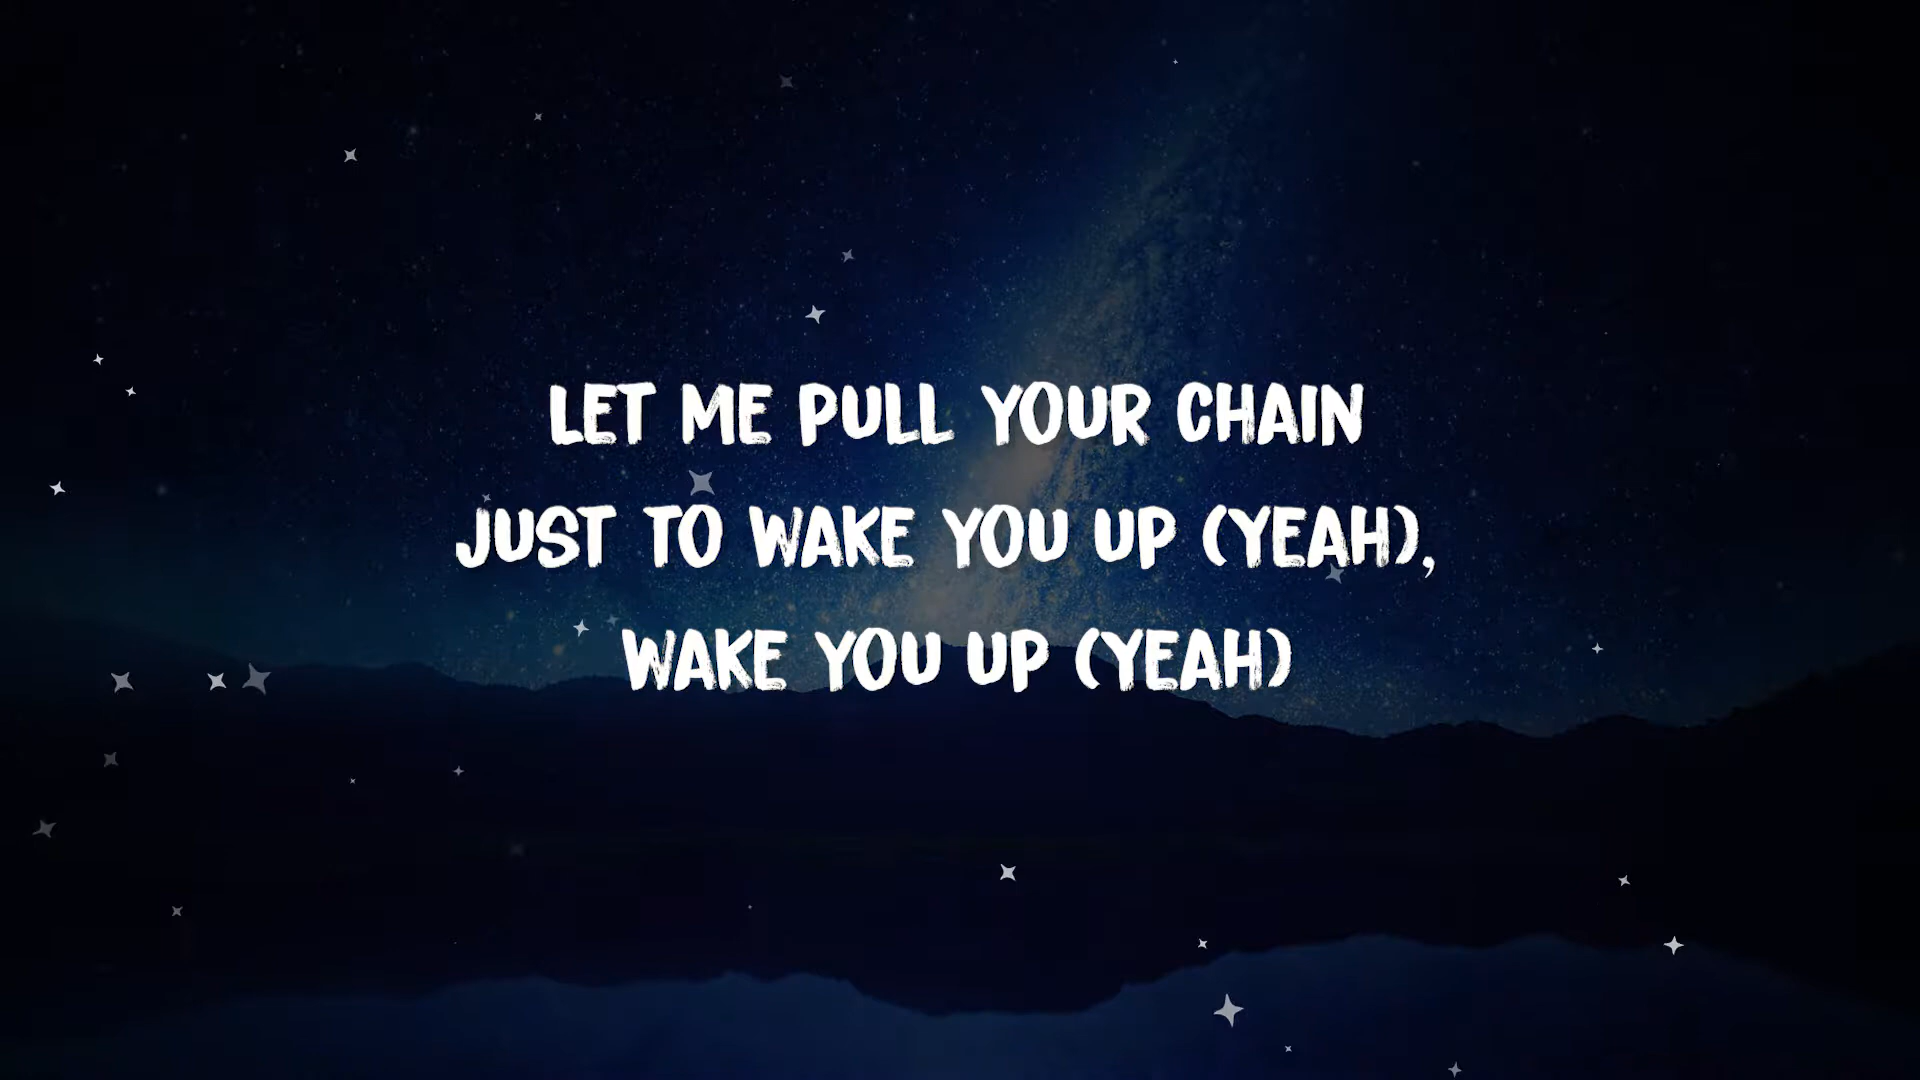 LET ME PULL YOUR CHAIN
JUST TO WAKE YOU UP (YEAH),
WAKE YOU UP (YEAH)